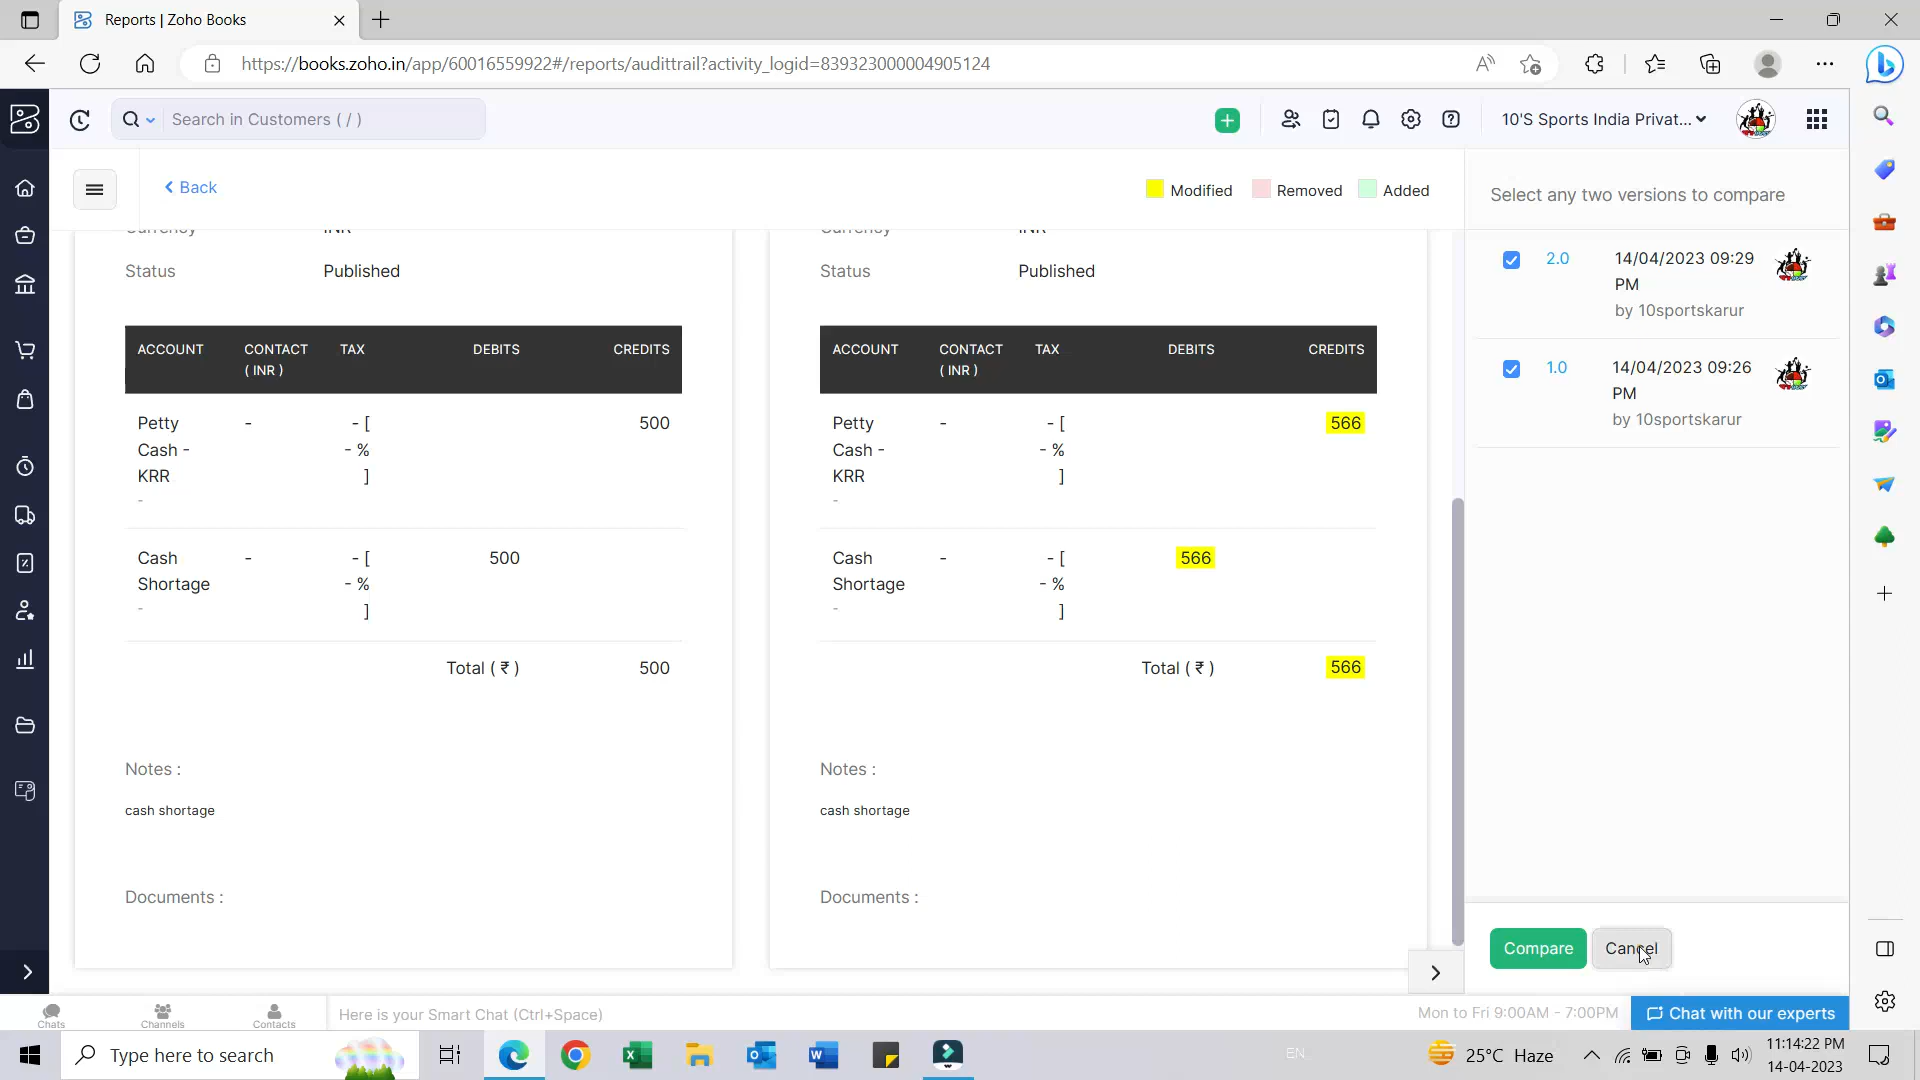 Reports | Zoho Books
https://books.zoho.in/app/60016559922#/reports/audittrail?activity_logid=839323000004905124
Search in Customers ( / )
10'S Sports India Privat...
Back
Modified Removed Added
Select any two versions to compare
Currency INR Currency INR
Status Published Status Published
ACCOUNT CONTACT ( INR ) TAX DEBITS CREDITS
Petty Cash - KRR - - [ - % ] 500
-
Cash Shortage - - [ - % ] 500
-
Total ( ₹ ) 500
Notes :
cash shortage
Documents :
ACCOUNT CONTACT ( INR ) TAX DEBITS CREDITS
Petty Cash - KRR - - [ - % ] 566
-
Cash Shortage - - [ - % ] 566
-
Total ( ₹ ) 566
Notes :
cash shortage
Documents :
2.0 14/04/2023 09:29 PM
by 10sportskarur
1.0 14/04/2023 09:26 PM
by 10sportskarur
Compare Cancel
Chats Channels Contacts
Here is your Smart Chat (Ctrl+Space)
Mon to Fri 9:00AM - 7:00PM
Chat with our experts
Type here to search
EN
25°C Haze
11:14:22 PM
14-04-2023